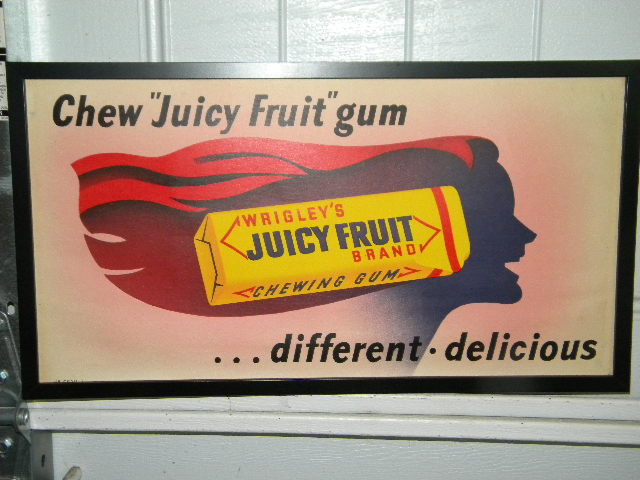 Chew "Juicy Fruit" gum
WRIGLEY'S
JUICY FRUIT
BRAND
CHEWING GUM
... different · delicious